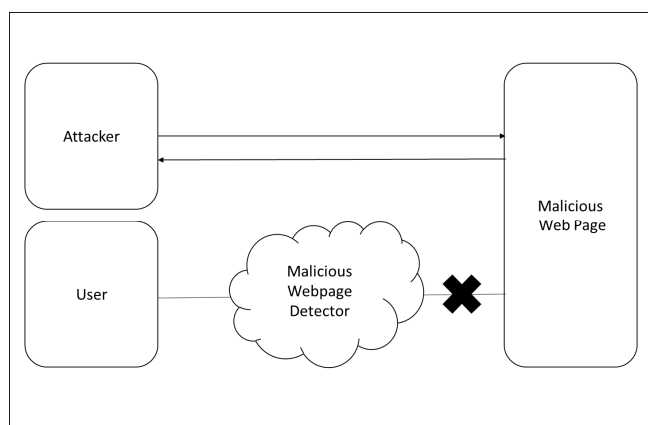 Attacker
Malicious
Web Page
User
Malicious
Webpage
Detector